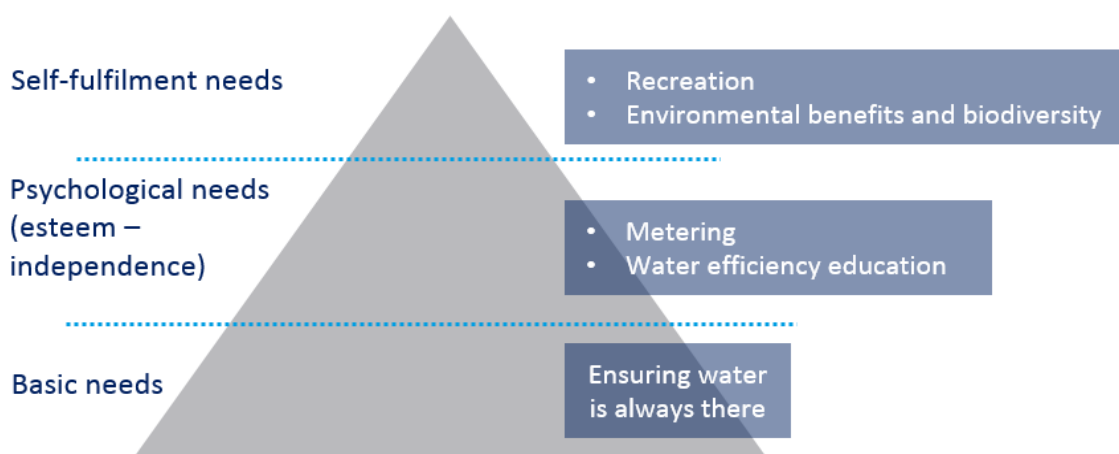 Self-fulfilment needs
• Recreation
• Environmental benefits and biodiversity
Psychological needs
(esteem –
independence)
• Metering
• Water efficiency education
Basic needs
Ensuring water
is always there